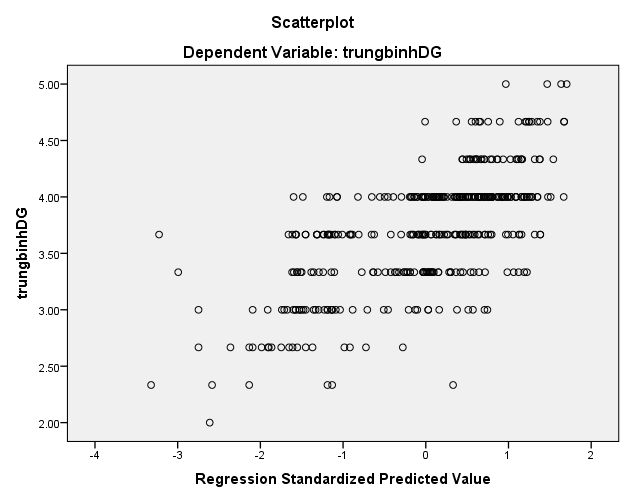 Scatterplot
Dependent Variable: trungbinhDG
5.00
4.50
4.00
3.50
3.00
2.50
2.00
trungbinhDG
-4 -3 -2 -1 0 1 2
Regression Standardized Predicted Value